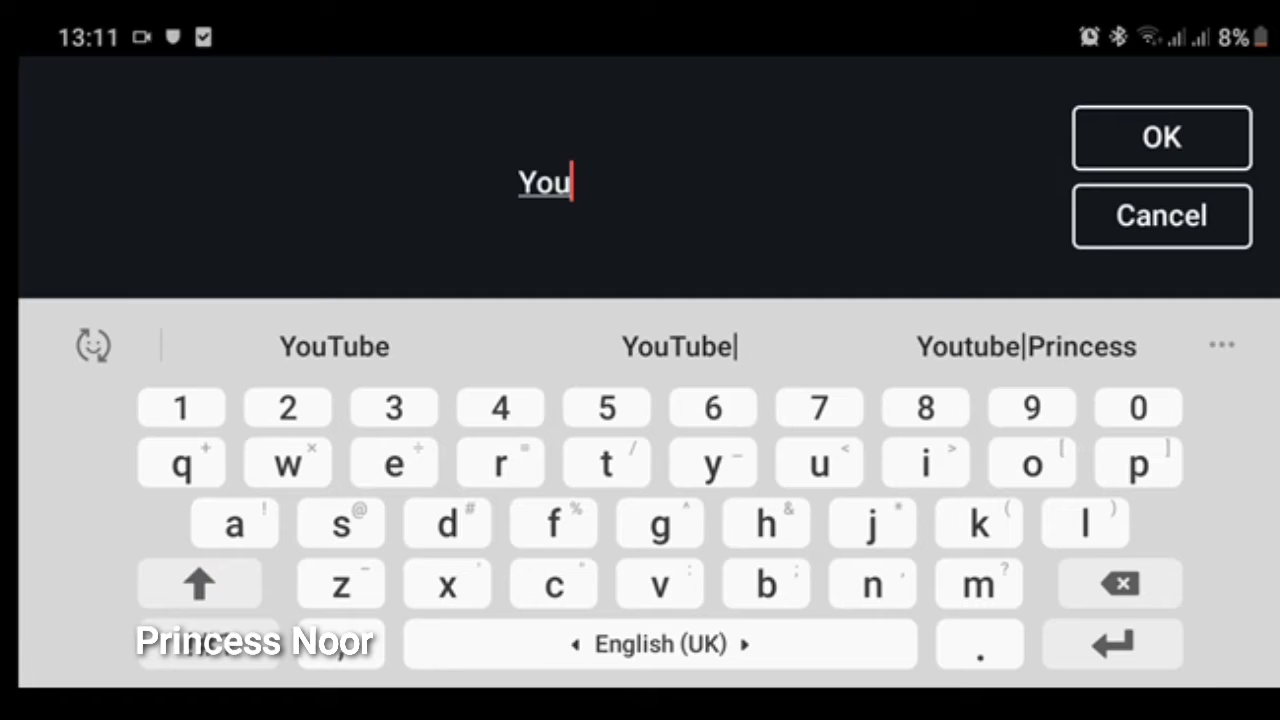 13:11 8%
You
OK
Cancel
YouTube YouTube| Youtube|Princess ...
1 2 3 4 5 6 7 8 9 0
+ × ÷ = / _ < > [ ]
q w e r t y u i o p
! @ # % ^ & * ( )
a s d f g h j k l
- ' " : ; , ?
z x c v b n m
Princess Noor , English (UK) .